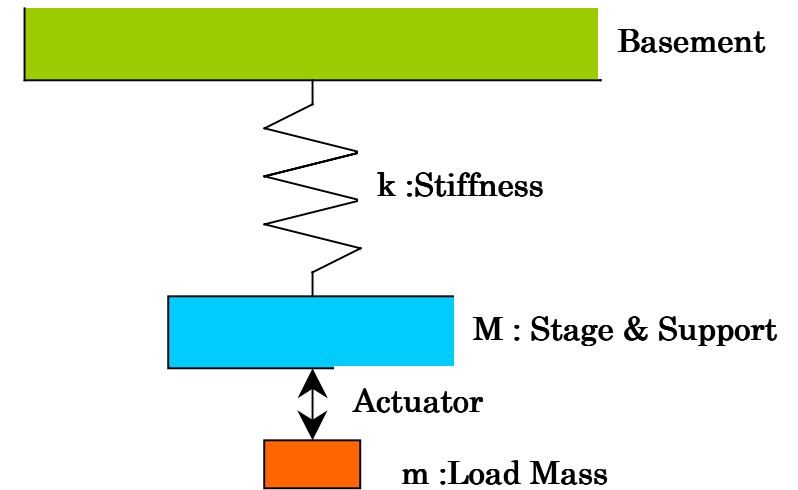 Basement
k :Stiffness
M : Stage & Support
Actuator
m :Load Mass